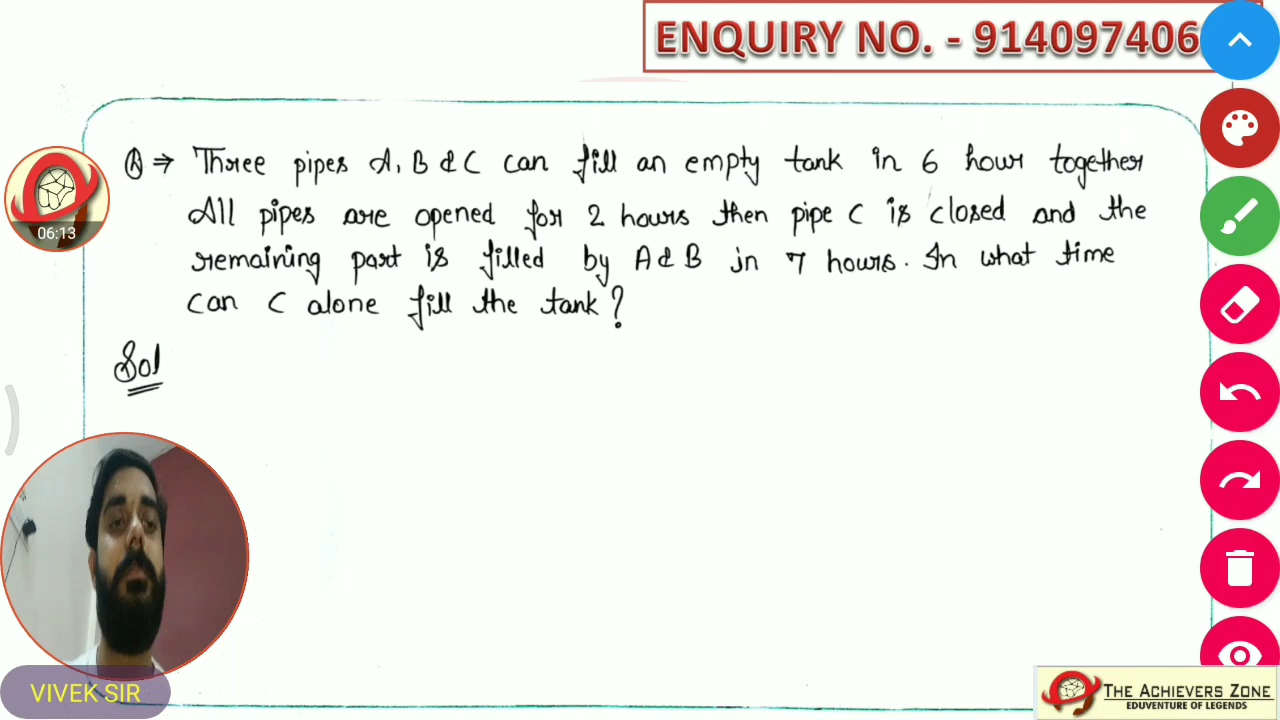 ENQUIRY NO. - 914097406
Q ⇒ Three pipes A, B & C can fill an empty tank in 6 hour together
All pipes are opened for 2 hours then pipe C is closed and the
remaining part is filled by A & B in 7 hours. In what time
can C alone fill the tank?
Sol
06:13
VIVEK SIR
THE ACHIEVERS ZONE
EDUVENTURE OF LEGENDS